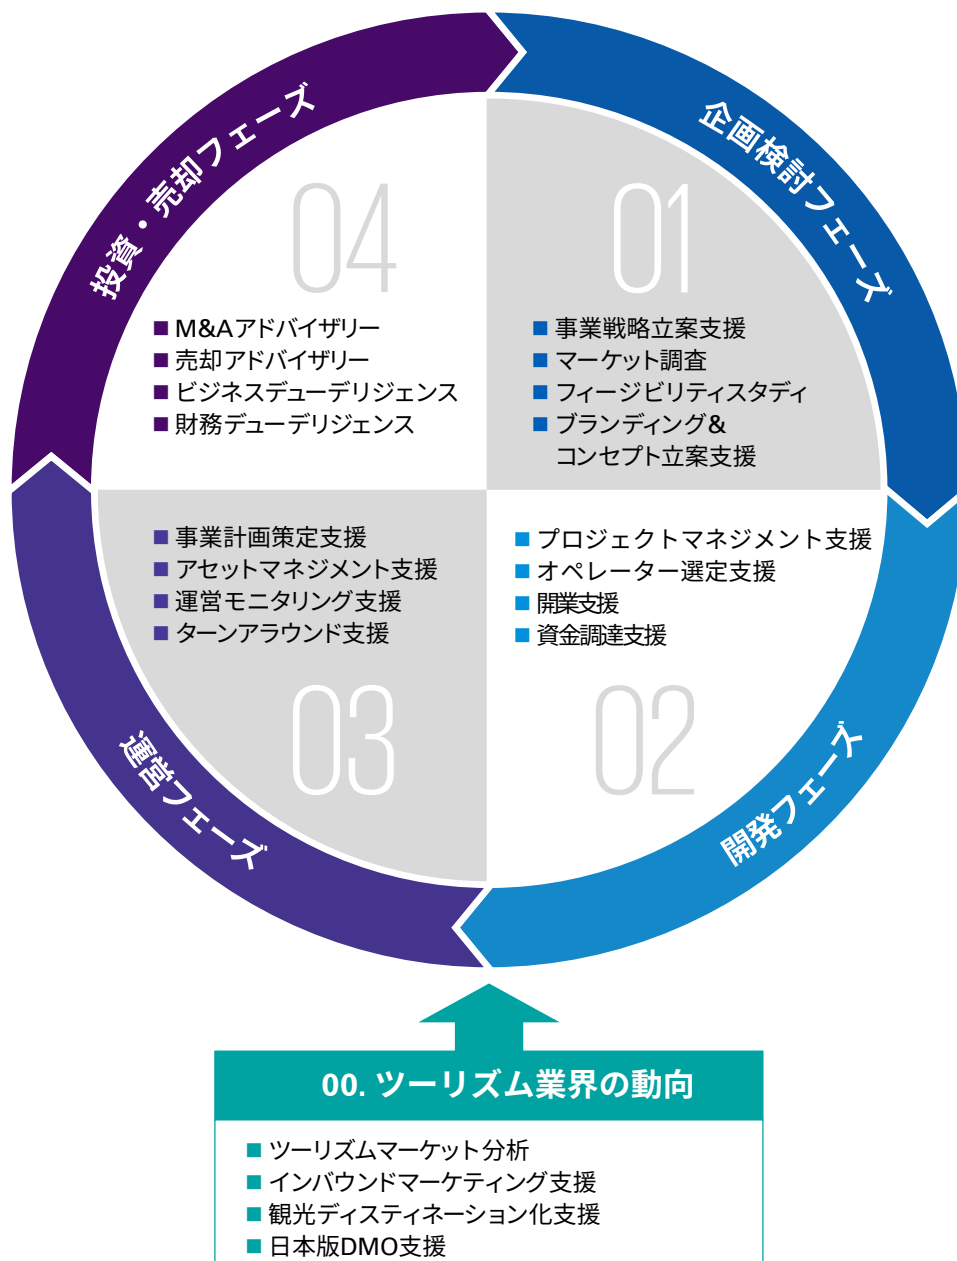 企画検討フェーズ
01
■ 事業戦略立案支援
■ マーケット調査
■ フィージビリティスタディ
■ ブランディング&
コンセプト立案支援
開発フェーズ
■ プロジェクトマネジメント支援
■ オペレーター選定支援
■ 開業支援
■ 資金調達支援
02
運営フェーズ
■ 事業計画策定支援
■ アセットマネジメント支援
■ 運営モニタリング支援
■ ターンアラウンド支援
03
投資・売却フェーズ
04
■ M&Aアドバイザリー
■ 売却アドバイザリー
■ ビジネスデューデリジェンス
■ 財務デューデリジェンス
00. ツーリズム業界の動向
■ ツーリズムマーケット分析
■ インバウンドマーケティング支援
■ 観光ディスティネーション化支援
■ 日本版DMO支援